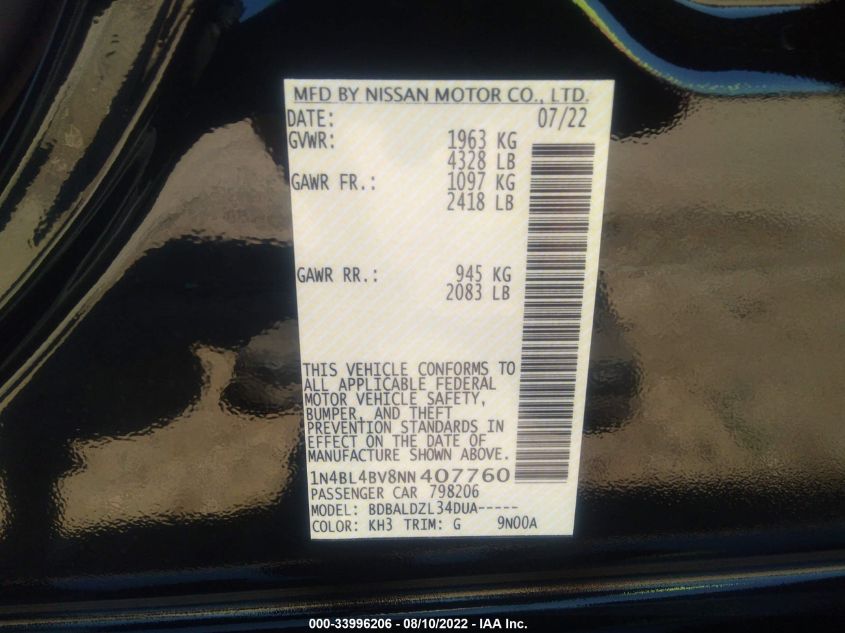 MFD BY NISSAN MOTOR CO., LTD.
DATE: 07/22
GVWR: 1963 KG
4328 LB
GAWR FR.: 1097 KG
2418 LB
GAWR RR.: 945 KG
2083 LB
THIS VEHICLE CONFORMS TO
ALL APPLICABLE FEDERAL
MOTOR VEHICLE SAFETY,
BUMPER, AND THEFT
PREVENTION STANDARDS IN
EFFECT ON THE DATE OF
MANUFACTURE SHOWN ABOVE.
1N4BL4BV8NN407760
PASSENGER CAR 798206
MODEL: BDBALDZL34DUA-----
COLOR: KH3 TRIM: G 9N00A
000-33996206 - 08/10/2022 - IAA Inc.